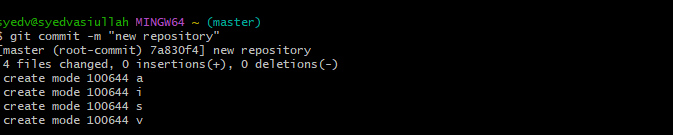 syedv@syedvasiullah MINGW64 ~ (master)
$ git commit -m "new repository"
[master (root-commit) 7a830f4] new repository
4 files changed, 0 insertions(+), 0 deletions(-)
create mode 100644 a
create mode 100644 i
create mode 100644 s
create mode 100644 v